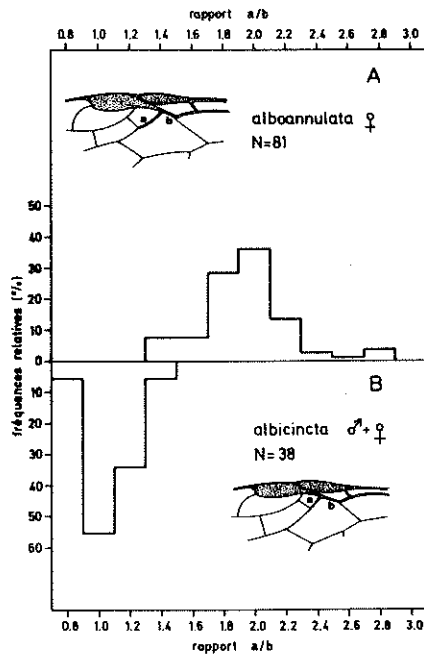 rapport a/b
0.8 1.0 1.2 1.4 1.6 1.8 2.0 2.2 2.4 2.6 2.8 3.0
A
a b
alboannulata ♀
N=81
50
40
30
20
10
0
fréquences relatives (°/•)
10
20
30
40
50
60
B
albicincta ♂+♀
N=38
a b
0.8 1.0 1.2 1.4 1.6 1.8 2.0 2.2 2.4 2.6 2.8 3.0
rapport a/b